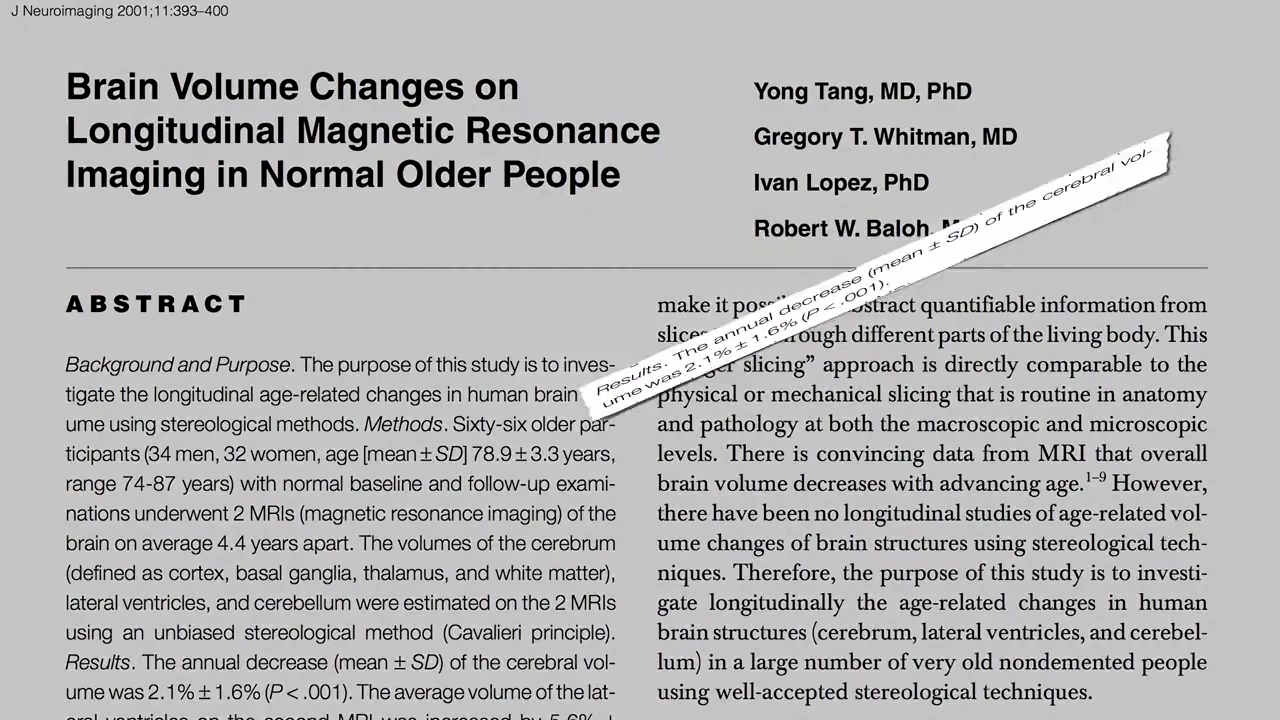 J Neuroimaging 2001;11:393–400
Brain Volume Changes on
Longitudinal Magnetic Resonance
Imaging in Normal Older People
Yong Tang, MD, PhD
Gregory T. Whitman, MD
Ivan Lopez, PhD
Robert W. Baloh,
ABSTRACT
Background and Purpose. The purpose of this study is to inves-
tigate the longitudinal age-related changes in human brain
ume using stereological methods. Methods. Sixty-six older par-
ticipants (34 men, 32 women, age [mean ± SD] 78.9 ± 3.3 years,
range 74-87 years) with normal baseline and follow-up exami-
nations underwent 2 MRIs (magnetic resonance imaging) of the
brain on average 4.4 years apart. The volumes of the cerebrum
(defined as cortex, basal ganglia, thalamus, and white matter),
lateral ventricles, and cerebellum were estimated on the 2 MRIs
using an unbiased stereological method (Cavalieri principle).
Results. The annual decrease (mean ± SD) of the cerebral vol-
ume was 2.1% ± 1.6% (P < .001). The average volume of the lat-
eral ventricles on the second MRI was increased by 5.6% ±
Results. The annual decrease (mean ± SD) of the cerebral vol-
ume was 2.1% ± 1.6% (P < .001).
make it quantifiable information from
different parts of the living body. This
slicing” approach is directly comparable to the
physical or mechanical slicing that is routine in anatomy
and pathology at both the macroscopic and microscopic
levels. There is convincing data from MRI that overall
brain volume decreases with advancing age.1–9 However,
there have been no longitudinal studies of age-related vol-
ume changes of brain structures using stereological tech-
niques. Therefore, the purpose of this study is to investi-
gate longitudinally the age-related changes in human
brain structures (cerebrum, lateral ventricles, and cerebel-
lum) in a large number of very old nondemented people
using well-accepted stereological techniques.